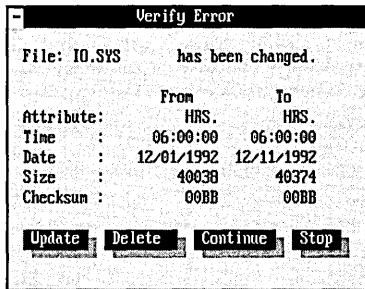 Verify Error
File: IO.SYS has been changed.
From To
Attribute: HRS. HRS.
Time : 06:00:00 06:00:00
Date : 12/01/1992 12/11/1992
Size : 40038 40374
Checksum : 00BB 00BB
Update Delete Continue Stop